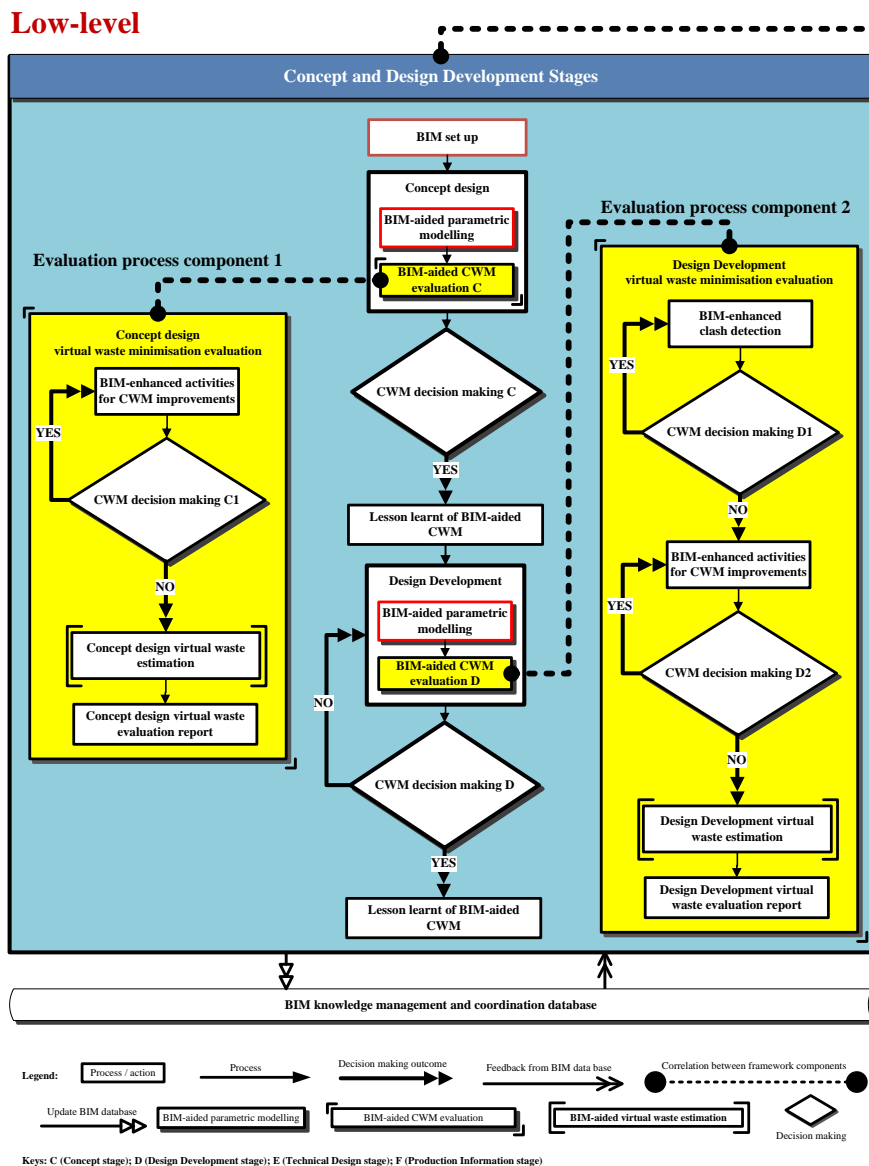 Low-level
Concept and Design Development Stages
BIM set up
Concept design
BIM-aided parametric
modelling
BIM-aided CWM
evaluation C
CWM decision making C
YES
Lesson learnt of BIM-aided
CWM
Design Development
BIM-aided parametric
modelling
BIM-aided CWM
evaluation D
NO
CWM decision making D
YES
Lesson learnt of BIM-aided
CWM
Evaluation process component 1
Concept design
virtual waste minimisation evaluation
BIM-enhanced activities
for CWM improvements
YES
CWM decision making C1
NO
Concept design virtual waste
estimation
Concept design virtual waste
evaluation report
Evaluation process component 2
Design Development
virtual waste minimisation evaluation
BIM-enhanced
clash detection
YES
CWM decision making D1
NO
BIM-enhanced activities
for CWM improvements
YES
CWM decision making D2
NO
Design Development virtual
waste estimation
Design Development virtual
waste evaluation report
BIM knowledge management and coordination database
Legend:
Process / action
Process
Decision making outcome
Feedback from BIM data base
Correlation between framework components
Update BIM database
BIM-aided parametric modelling
BIM-aided CWM evaluation
BIM-aided virtual waste estimation
Decision making
Keys: C (Concept stage); D (Design Development stage); E (Technical Design stage); F (Production Information stage)